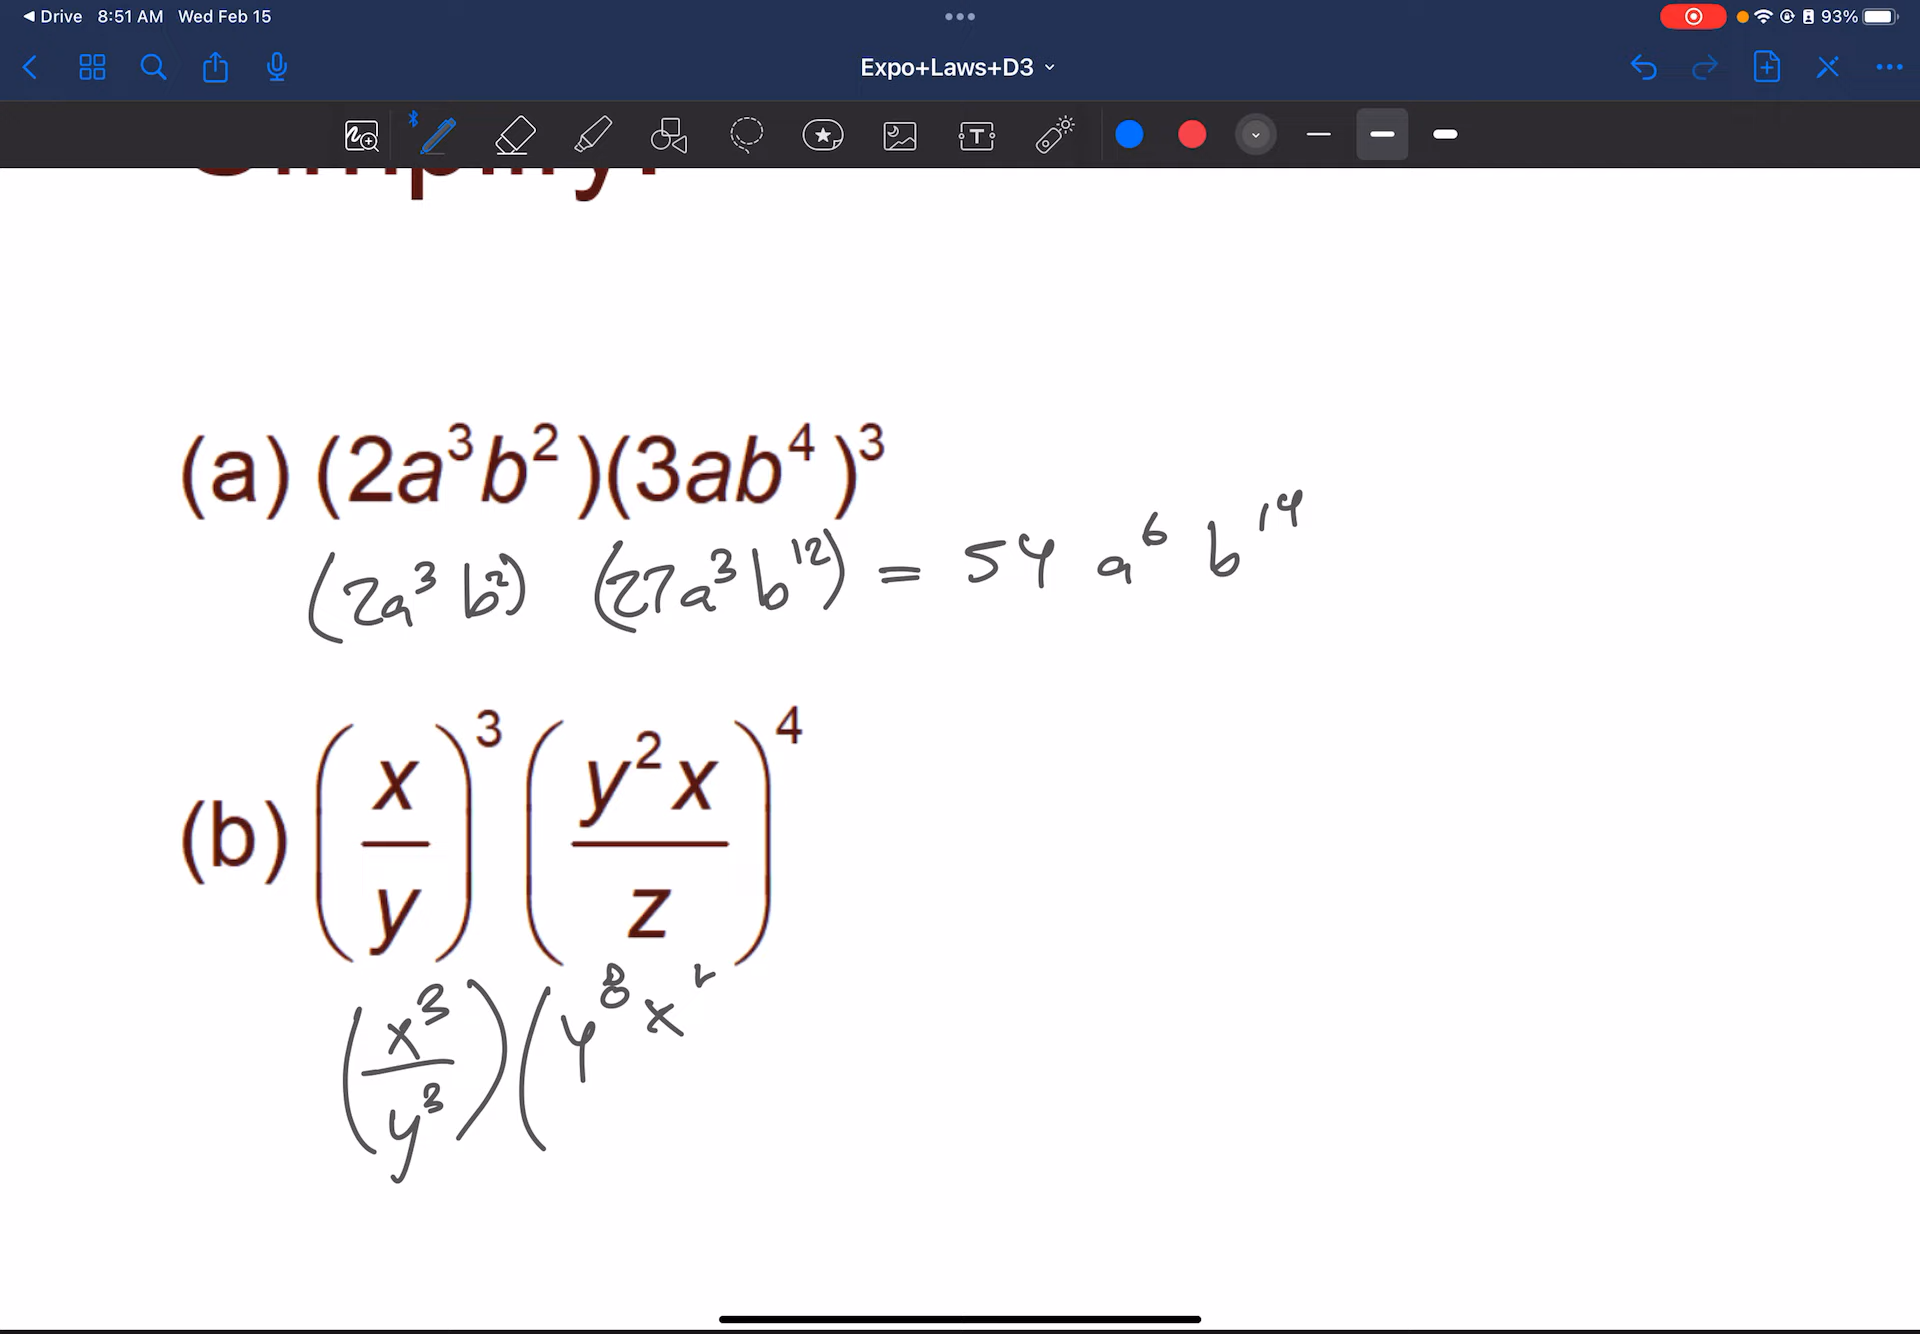 Drive 8:51 AM Wed Feb 15 93%
Expo+Laws+D3
Simplify:
(a) (2a³b²)(3ab⁴)³
(2a³ b²) (27a³ b¹²) = 54 a⁶ b¹⁴
(b) (x/y)³ (y²x/z)⁴
(x³/y³)(y⁸ x